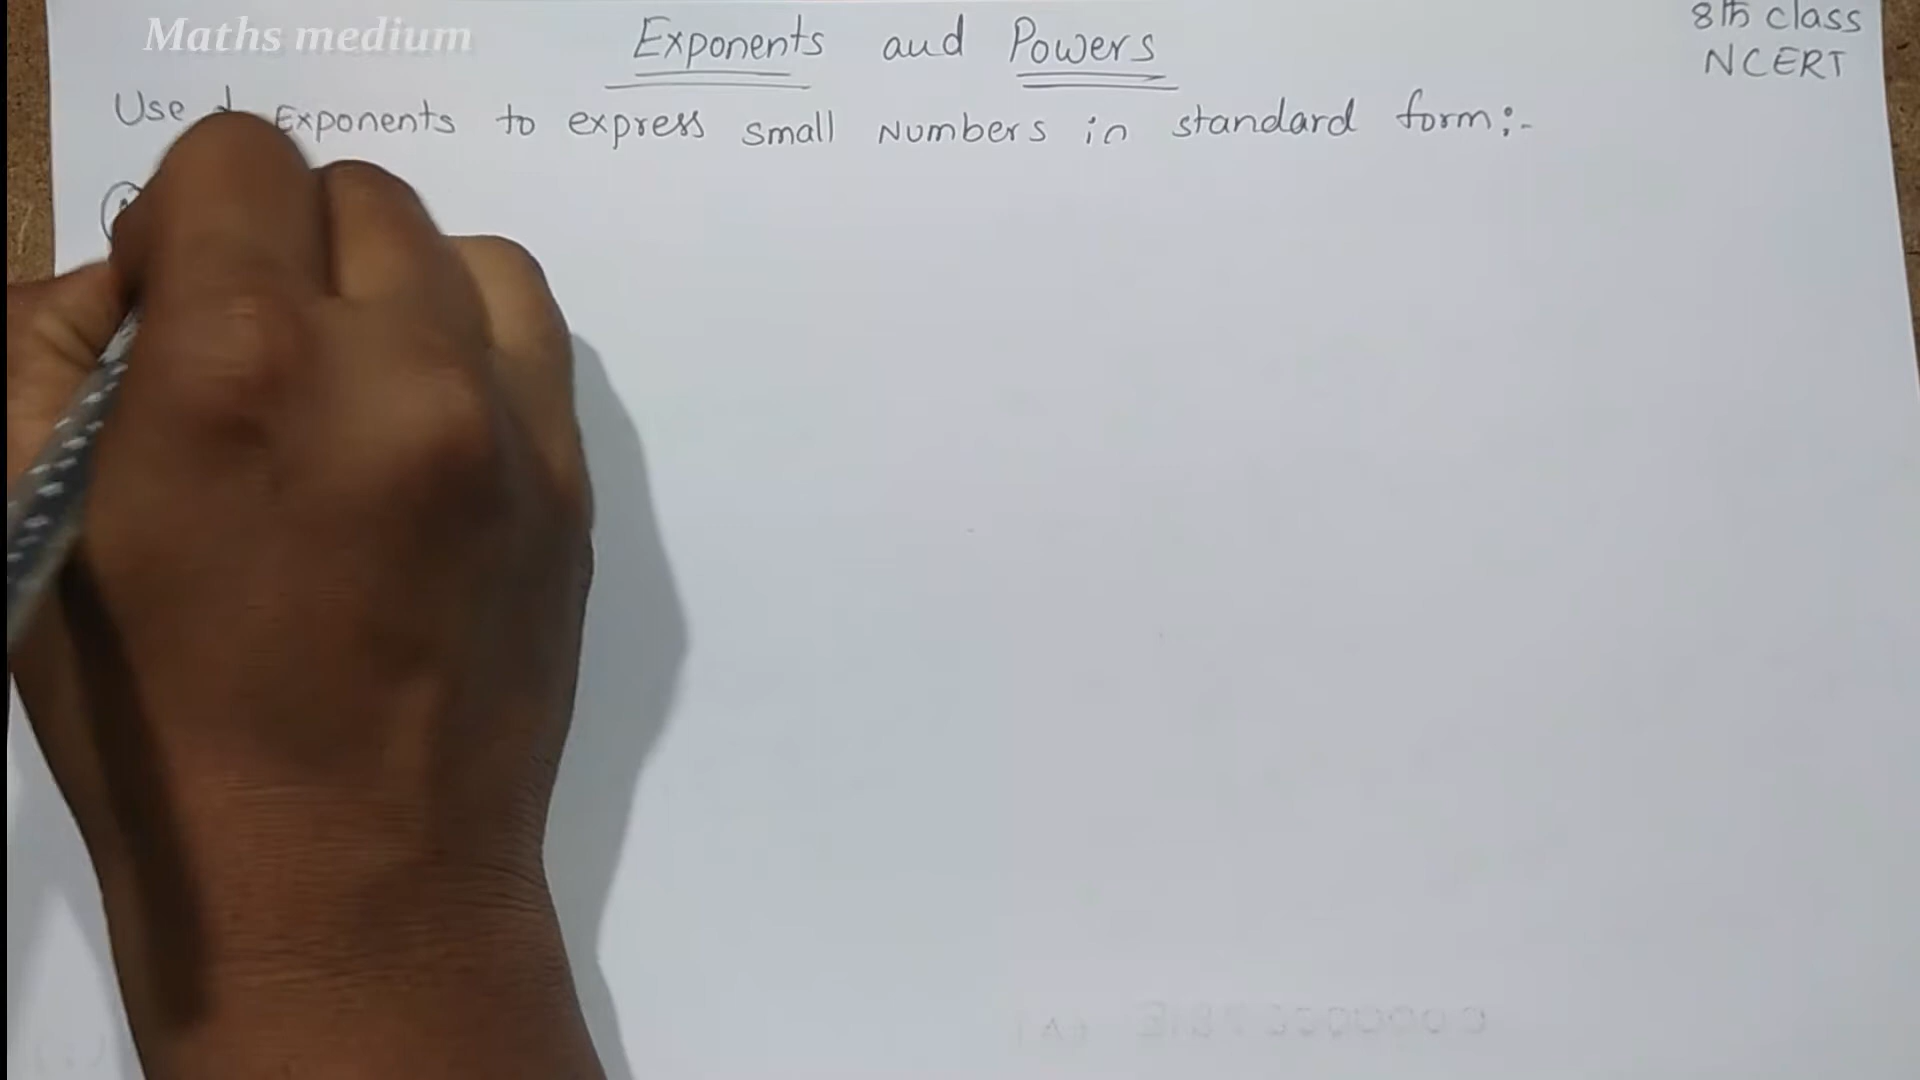 Maths medium
Exponents and Powers
8th class
NCERT
Use Exponents to express small Numbers in standard form:-